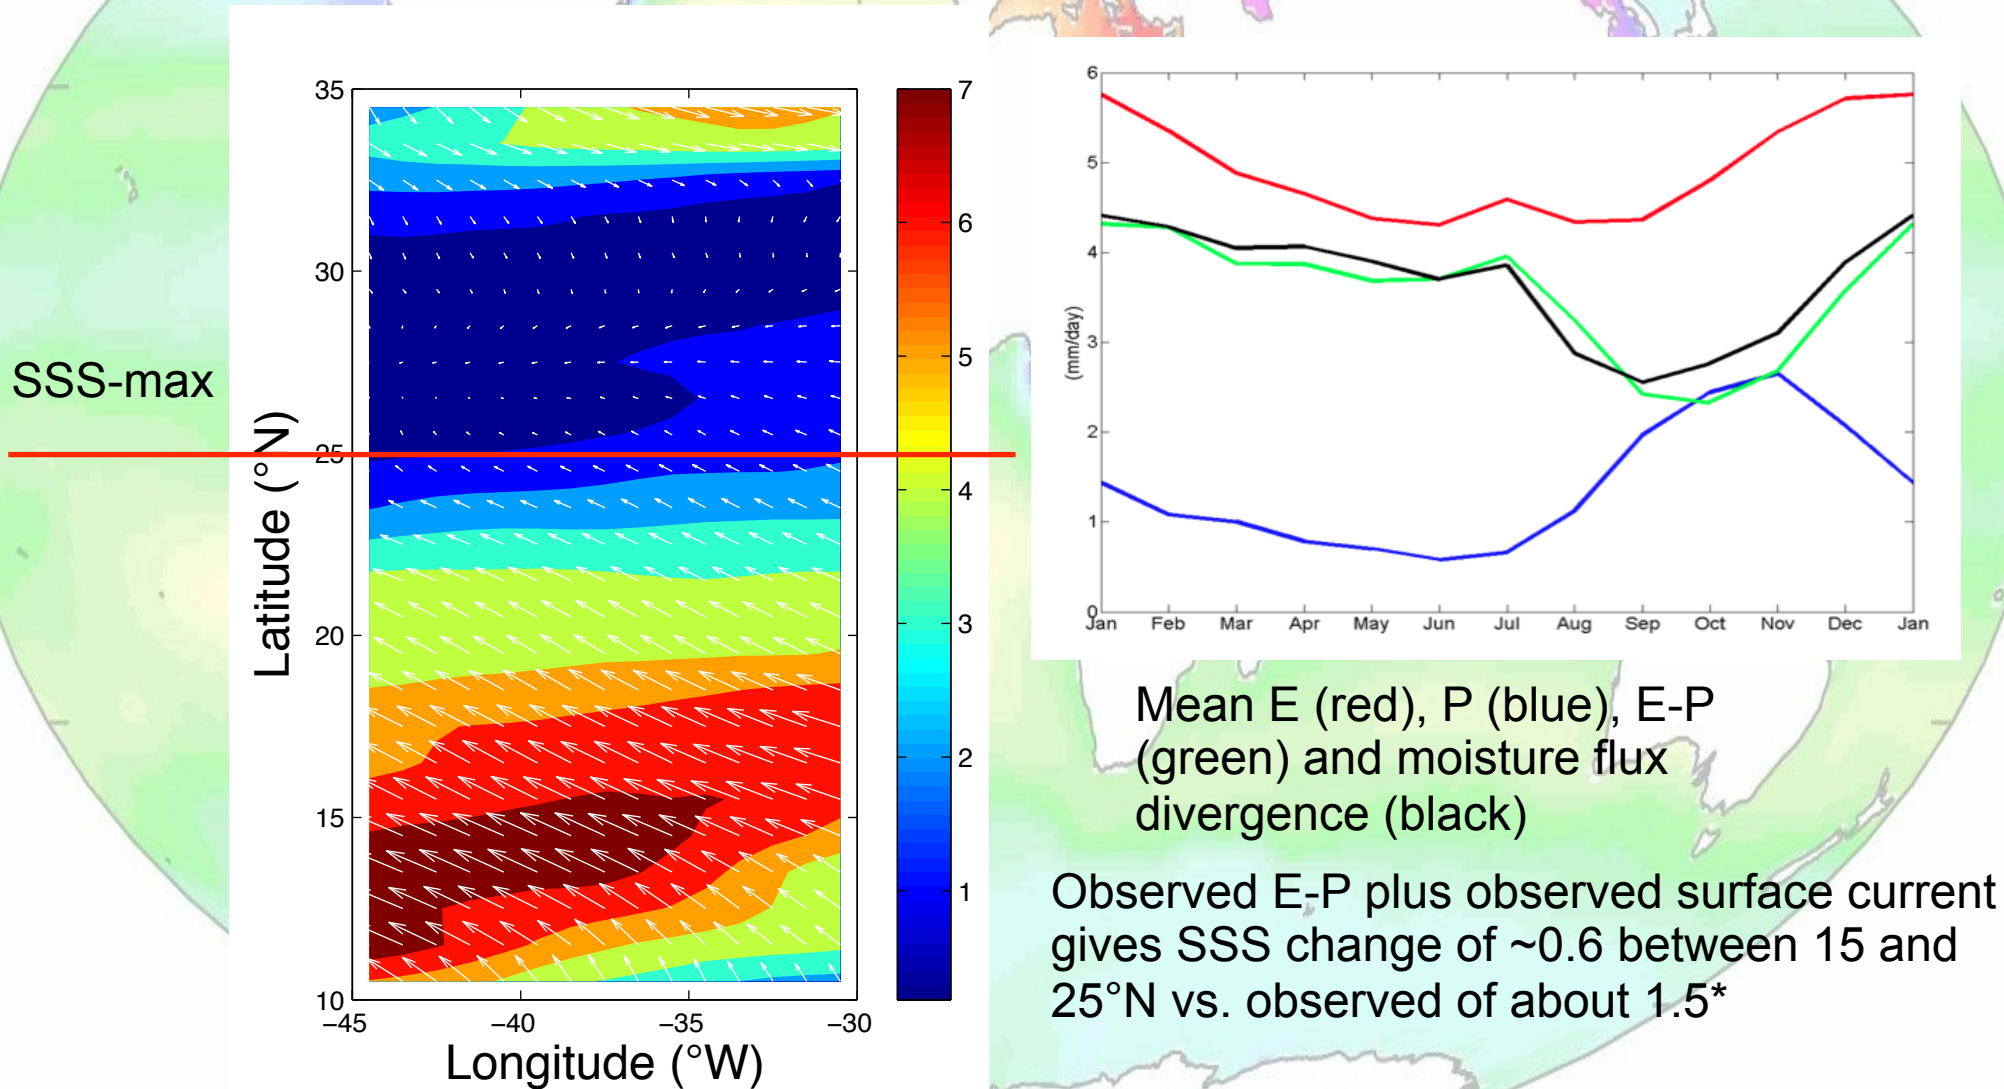 SSS-max
35
30
25
20
15
10
Latitude (°N)
−45 −40 −35 −30
Longitude (°W)
7
6
5
4
3
2
1
6
5
4
3
2
1
0
(mm/day)
Jan Feb Mar Apr May Jun Jul Aug Sep Oct Nov Dec Jan
Mean E (red), P (blue), E-P
(green) and moisture flux
divergence (black)
Observed E-P plus observed surface current
gives SSS change of ~0.6 between 15 and
25°N vs. observed of about 1.5*